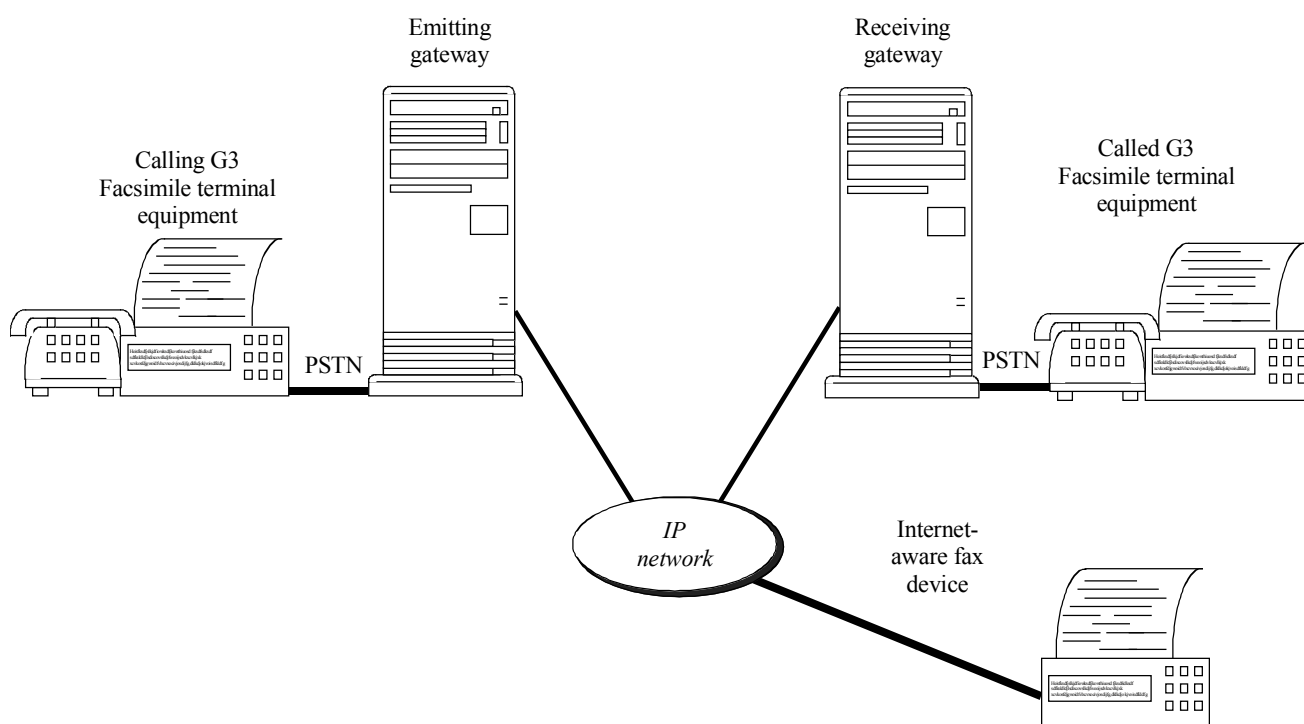 Emitting
gateway
Receiving
gateway
Calling G3
Facsimile terminal
equipment
Called G3
Facsimile terminal
equipment
PSTN
PSTN
IP
network
Internet-
aware fax
device